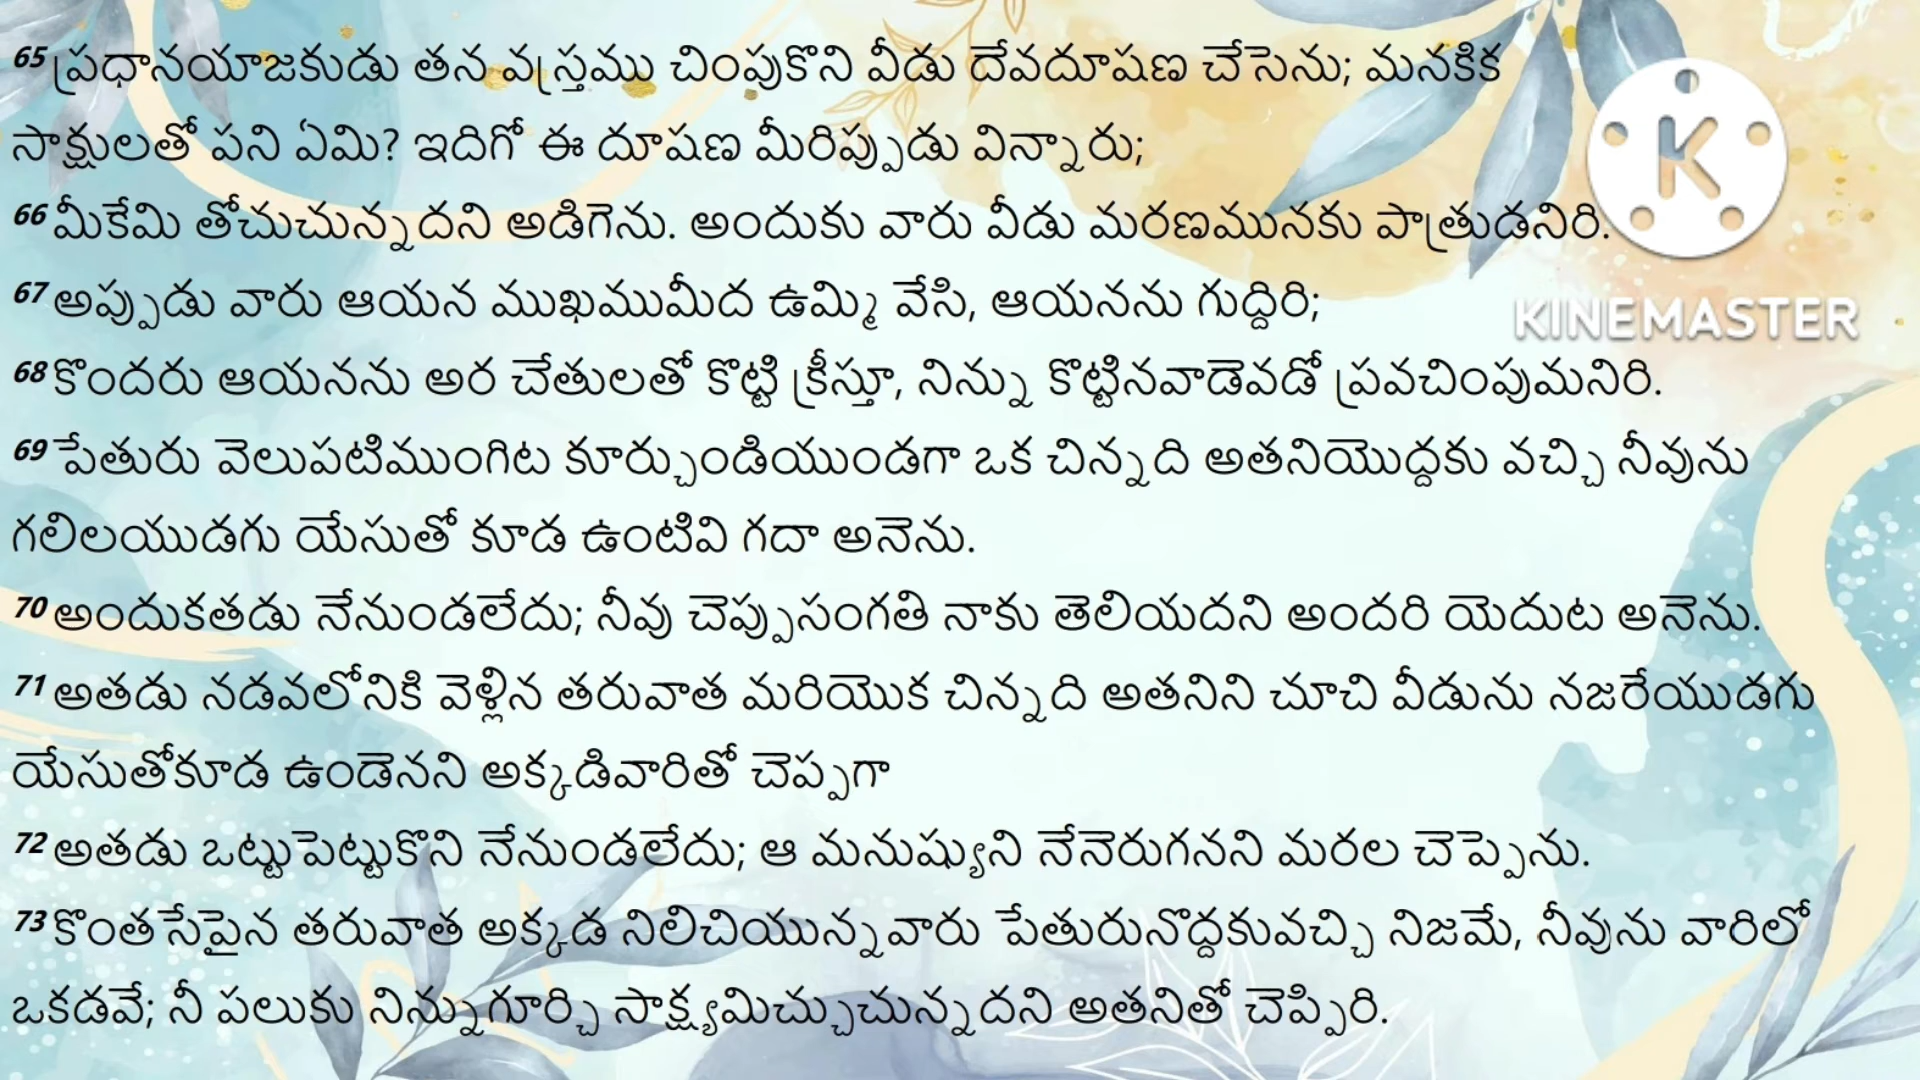 65 ప్రధానయాజకుడు తన వస్త్రము చింపుకొని వీడు దేవదూషణ చేసెను; మనకిక
సాక్షులతో పని ఏమి? ఇదిగో ఈ దూషణ మీరిప్పుడు విన్నారు;
66 మీకేమి తోచుచున్నదని అడిగెను. అందుకు వారు వీడు మరణమునకు పాత్రుడనిరి.
67 అప్పుడు వారు ఆయన ముఖముమీద ఉమ్మి వేసి, ఆయనను గుద్దిరి;
68 కొందరు ఆయనను అర చేతులతో కొట్టి క్రీస్తూ, నిన్ను కొట్టినవాడెవడో ప్రవచింపుమనిరి.
69 పేతురు వెలుపటిముంగిట కూర్చుండియుండగా ఒక చిన్నది అతనియొద్దకు వచ్చి నీవును
గలిలయుడగు యేసుతో కూడ ఉంటివి గదా అనెను.
70 అందుకతడు నేనుండలేదు; నీవు చెప్పుసంగతి నాకు తెలియదని అందరి యెదుట అనెను.
71 అతడు నడవలోనికి వెళ్లిన తరువాత మరియొక చిన్నది అతనిని చూచి వీడును నజరేయుడగు
యేసుతోకూడ ఉండెనని అక్కడివారితో చెప్పగా
72 అతడు ఒట్టుపెట్టుకొని నేనుండలేదు; ఆ మనుష్యుని నేనెరుగనని మరల చెప్పెను.
73 కొంతసేపైన తరువాత అక్కడ నిలిచియున్నవారు పేతురునొద్దకువచ్చి నిజమే, నీవును వారిలో
ఒకడవే; నీ పలుకు నిన్నుగూర్చి సాక్ష్యమిచ్చుచున్నదని అతనితో చెప్పిరి.
K
KINEMASTER